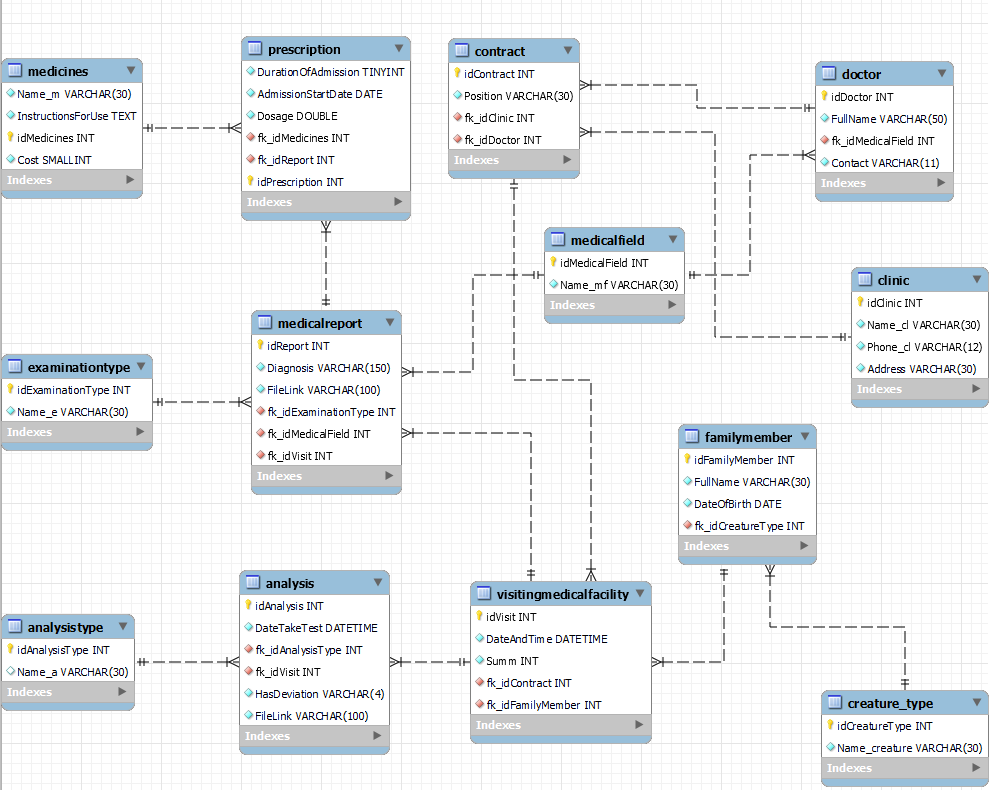 medicines
Name_m VARCHAR(30)
InstructionsForUse TEXT
idMedicines INT
Cost SMALLINT
Indexes
prescription
DurationOfAdmission TINYINT
AdmissionStartDate DATE
Dosage DOUBLE
fk_idMedicines INT
fk_idReport INT
idPrescription INT
Indexes
contract
idContract INT
Position VARCHAR(30)
fk_idClinic INT
fk_idDoctor INT
Indexes
doctor
idDoctor INT
FullName VARCHAR(50)
fk_idMedicalField INT
Contact VARCHAR(11)
Indexes
medicalfield
idMedicalField INT
Name_mf VARCHAR(30)
Indexes
clinic
idClinic INT
Name_cl VARCHAR(30)
Phone_cl VARCHAR(12)
Address VARCHAR(30)
Indexes
medicalreport
idReport INT
Diagnosis VARCHAR(150)
FileLink VARCHAR(100)
fk_idExaminationType INT
fk_idMedicalField INT
fk_idVisit INT
Indexes
examinationtype
idExaminationType INT
Name_e VARCHAR(30)
Indexes
familymember
idFamilyMember INT
FullName VARCHAR(30)
DateOfBirth DATE
fk_idCreatureType INT
Indexes
analysis
idAnalysis INT
DateTakeTest DATETIME
fk_idAnalysisType INT
fk_idVisit INT
HasDeviation VARCHAR(4)
FileLink VARCHAR(100)
Indexes
visitingmedicalfacility
idVisit INT
DateAndTime DATETIME
Summ INT
fk_idContract INT
fk_idFamilyMember INT
Indexes
analysistype
idAnalysisType INT
Name_a VARCHAR(30)
Indexes
creature_type
idCreatureType INT
Name_creature VARCHAR(30)
Indexes